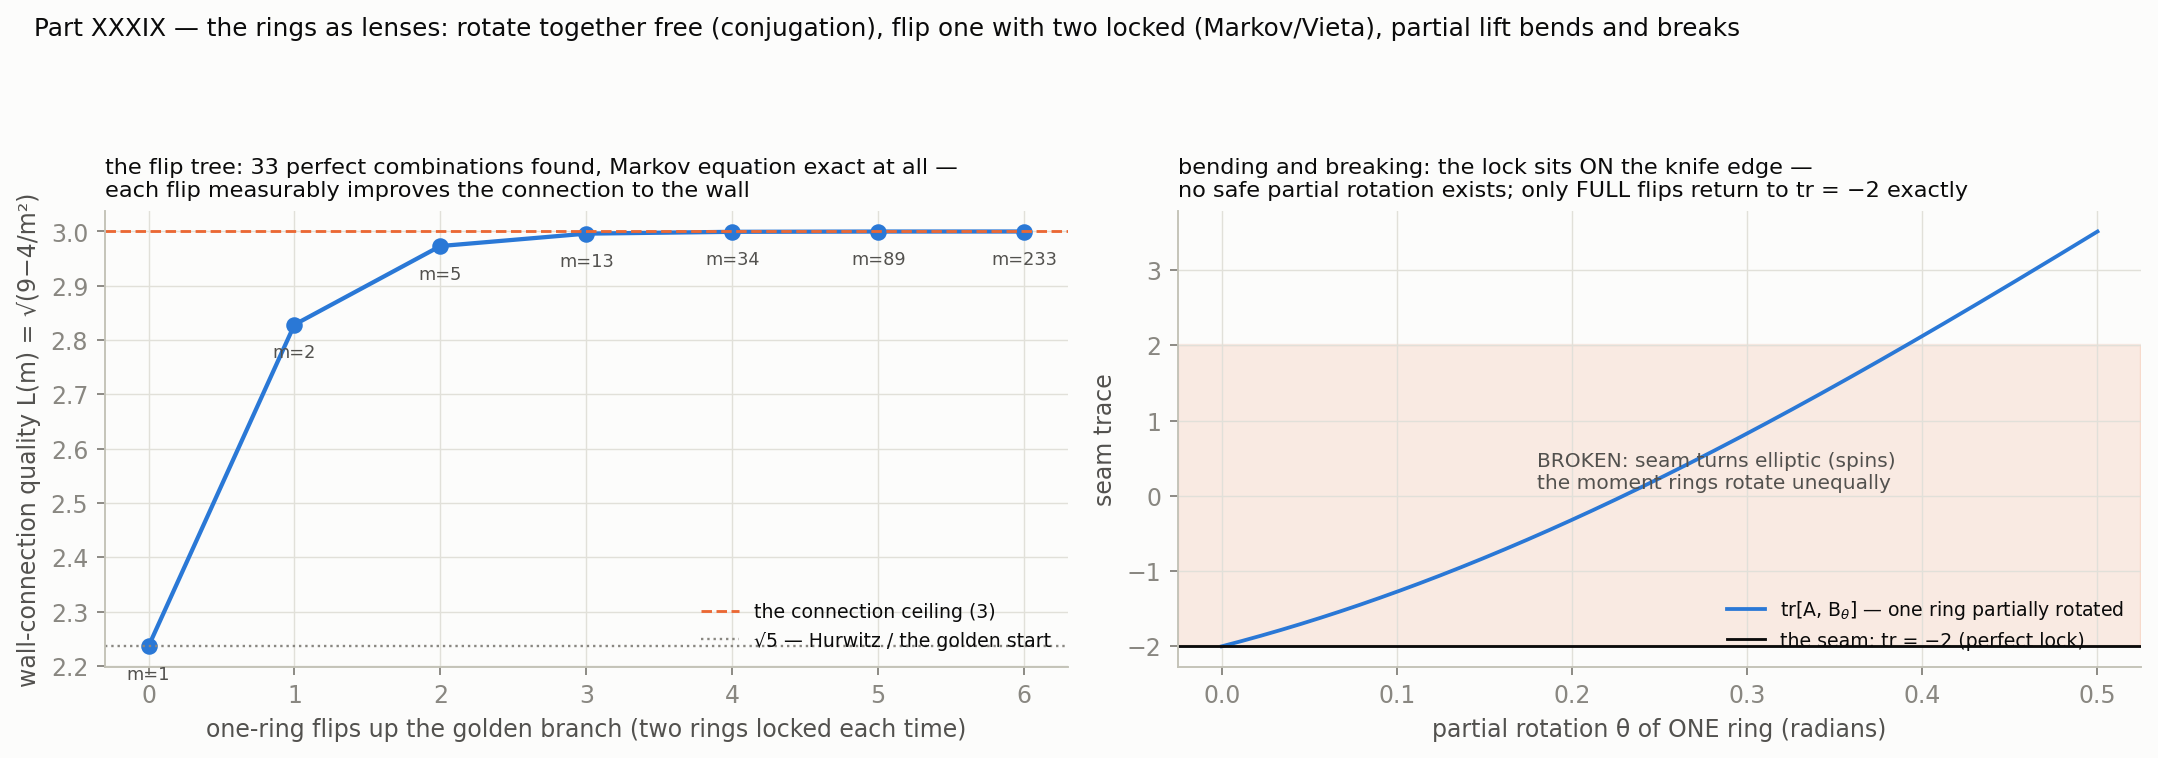 Part XXXIX — the rings as lenses: rotate together free (conjugation), flip one with two locked (Markov/Vieta), partial lift bends and breaks
the flip tree: 33 perfect combinations found, Markov equation exact at all —
each flip measurably improves the connection to the wall
wall-connection quality L(m) = √(9−4/m²)
3.0
2.9
2.8
2.7
2.6
2.5
2.4
2.3
2.2
m=1
m=2
m=5
m=13
m=34
m=89
m=233
the connection ceiling (3)
√5 — Hurwitz / the golden start
0 1 2 3 4 5 6
one-ring flips up the golden branch (two rings locked each time)
bending and breaking: the lock sits ON the knife edge —
no safe partial rotation exists; only FULL flips return to tr = −2 exactly
seam trace
3
2
1
0
−1
−2
BROKEN: seam turns elliptic (spins)
the moment rings rotate unequally
tr[A, Bθ] — one ring partially rotated
the seam: tr = −2 (perfect lock)
0.0 0.1 0.2 0.3 0.4 0.5
partial rotation θ of ONE ring (radians)